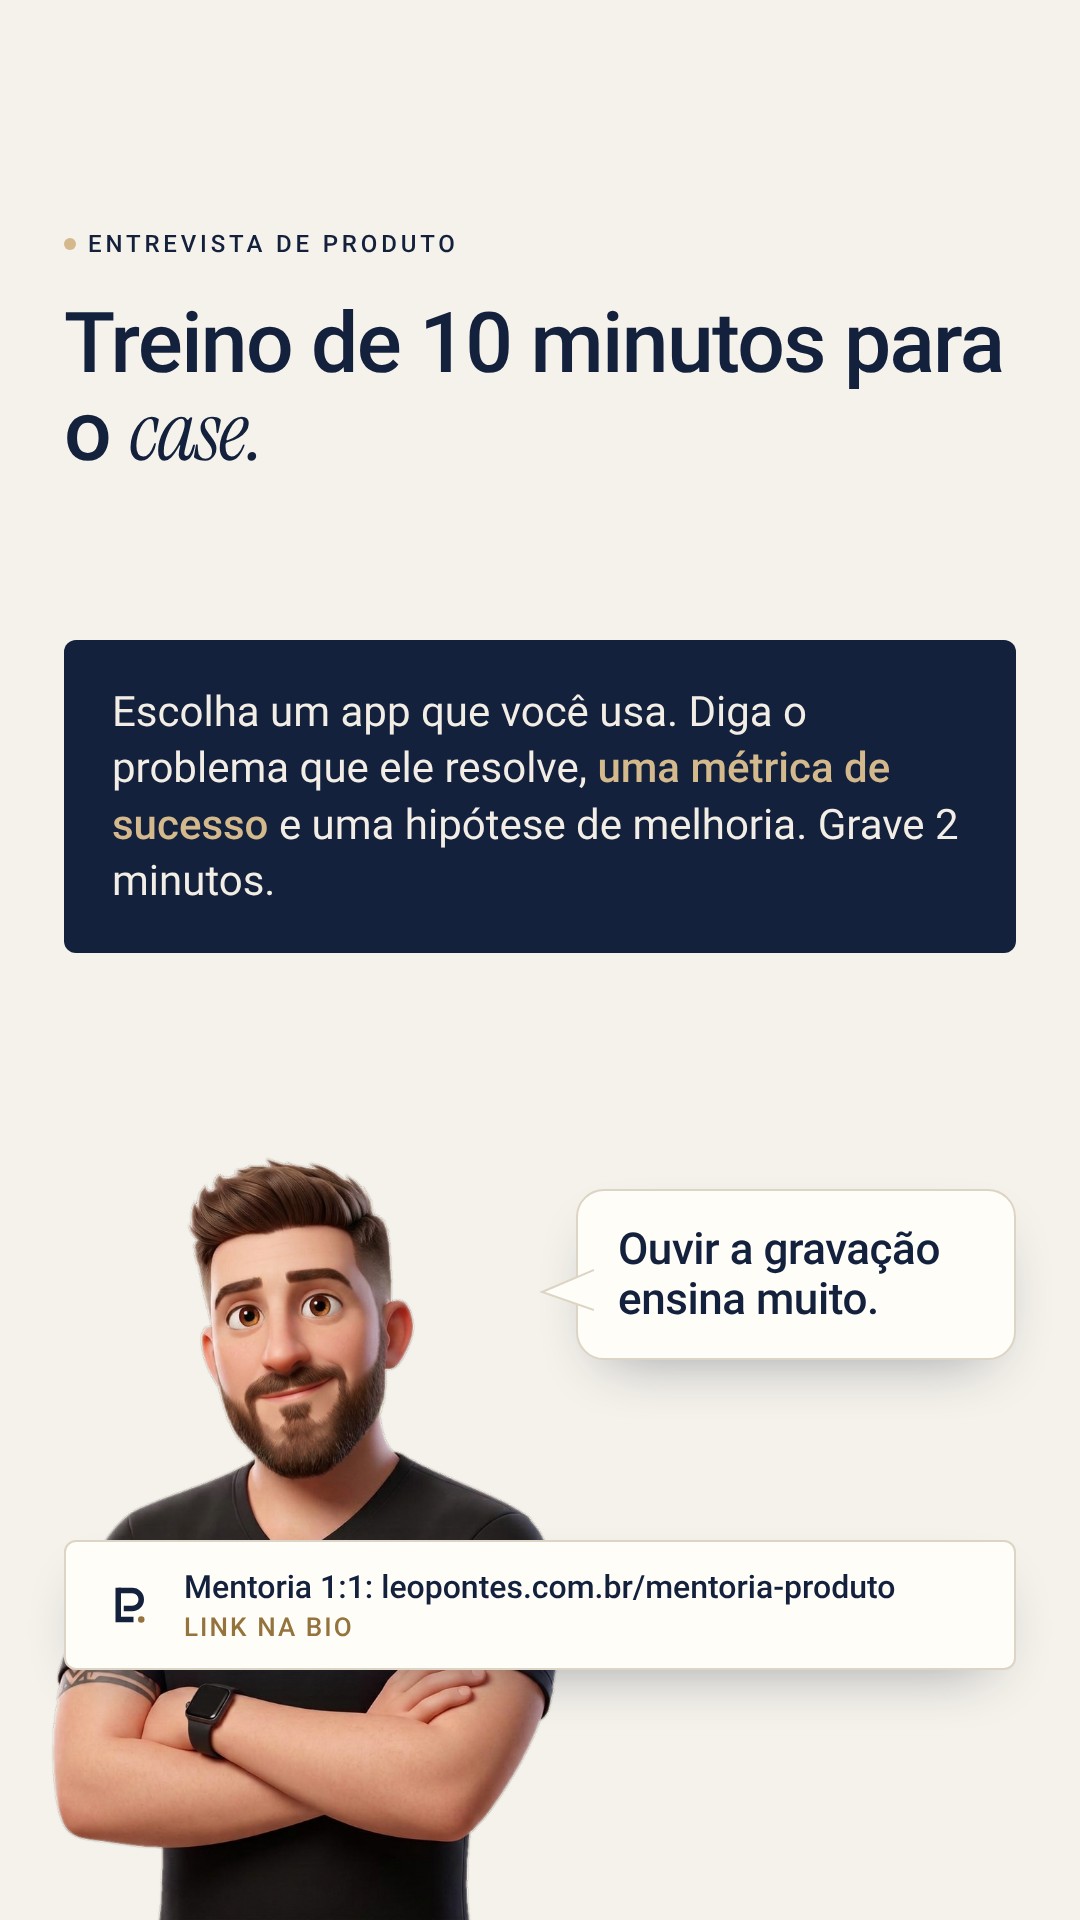 ENTREVISTA DE PRODUTO
Treino de 10 minutos para
o case.
Escolha um app que você usa. Diga o
problema que ele resolve, uma métrica de
sucesso e uma hipótese de melhoria. Grave 2
minutos.
Ouvir a gravação
ensina muito.
Mentoria 1:1: leopontes.com.br/mentoria-produto
LINK NA BIO